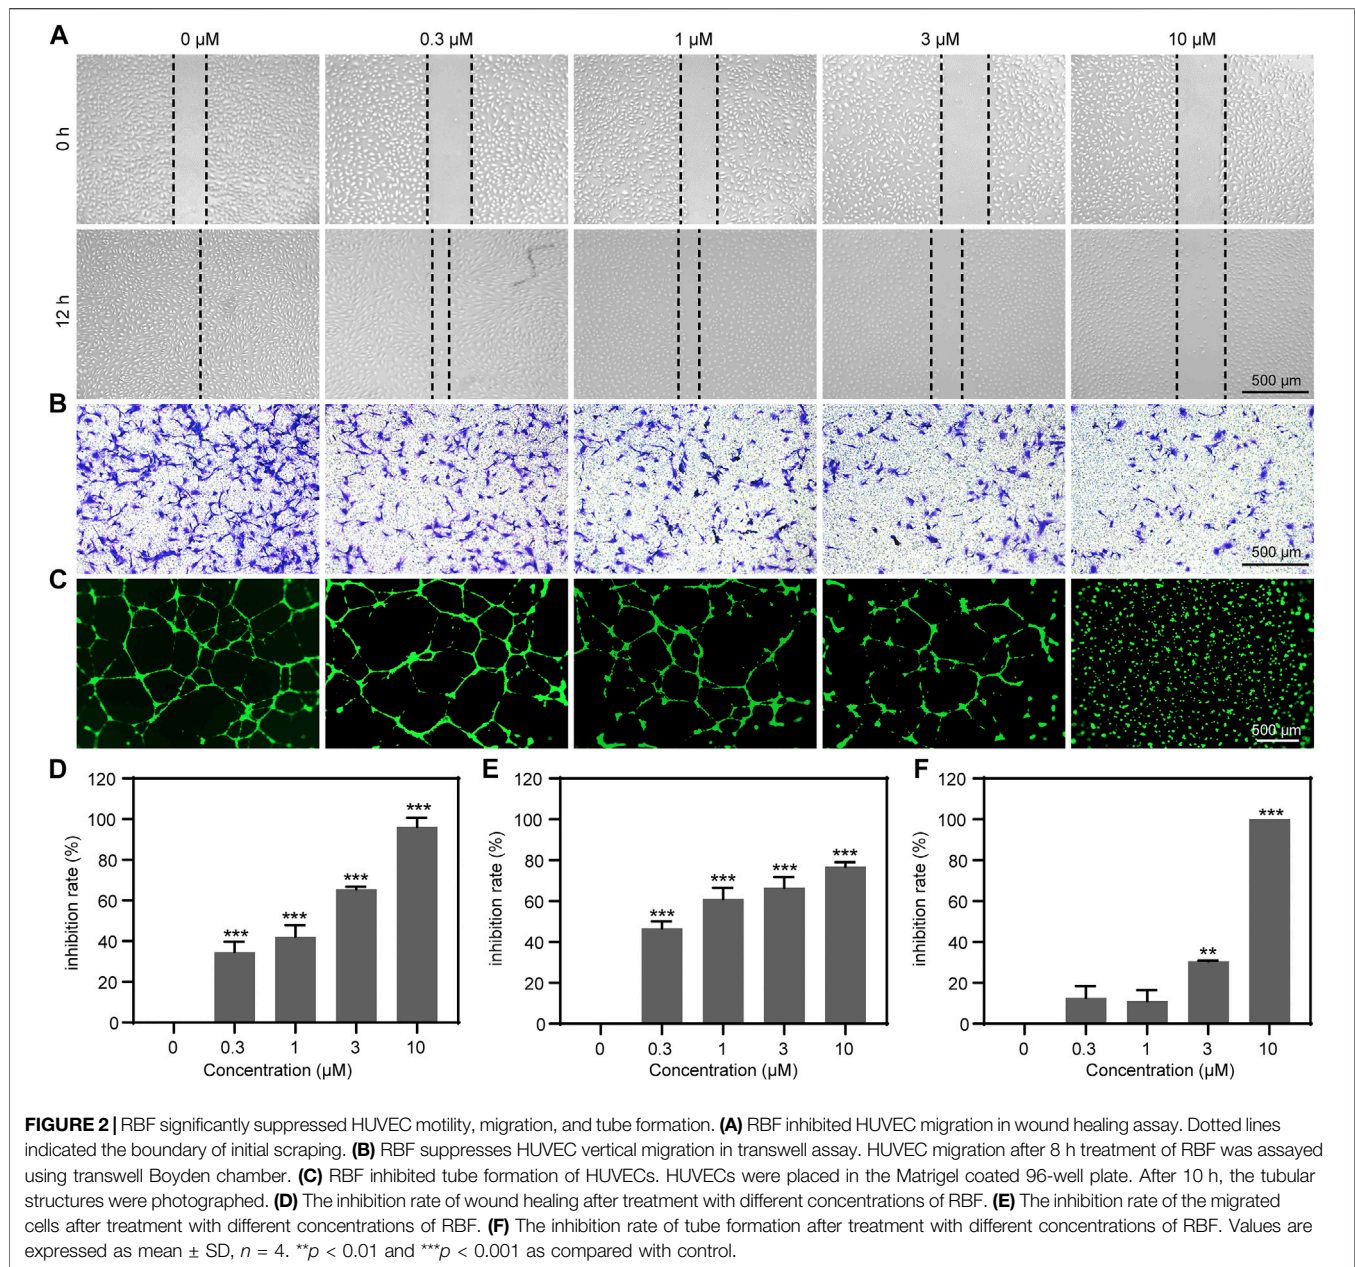 A
0 μM 0.3 μM 1 μM 3 μM 10 μM
0 h
12 h
500 μm
B
500 μm
C
500 μm
D
120
100
80
60
40
20
0
inhibition rate (%)
*** *** *** ***
0 0.3 1 3 10
Concentration (μM)
E
120
100
80
60
40
20
0
inhibition rate (%)
*** *** *** ***
0 0.3 1 3 10
Concentration (μM)
F
120
100
80
60
40
20
0
inhibition rate (%)
** ***
0 0.3 1 3 10
Concentration (μM)
FIGURE 2 | RBF significantly suppressed HUVEC motility, migration, and tube formation. (A) RBF inhibited HUVEC migration in wound healing assay. Dotted lines
indicated the boundary of initial scraping. (B) RBF suppresses HUVEC vertical migration in transwell assay. HUVEC migration after 8 h treatment of RBF was assayed
using transwell Boyden chamber. (C) RBF inhibited tube formation of HUVECs. HUVECs were placed in the Matrigel coated 96-well plate. After 10 h, the tubular
structures were photographed. (D) The inhibition rate of wound healing after treatment with different concentrations of RBF. (E) The inhibition rate of the migrated
cells after treatment with different concentrations of RBF. (F) The inhibition rate of tube formation after treatment with different concentrations of RBF. Values are
expressed as mean ± SD, n = 4. **p < 0.01 and ***p < 0.001 as compared with control.